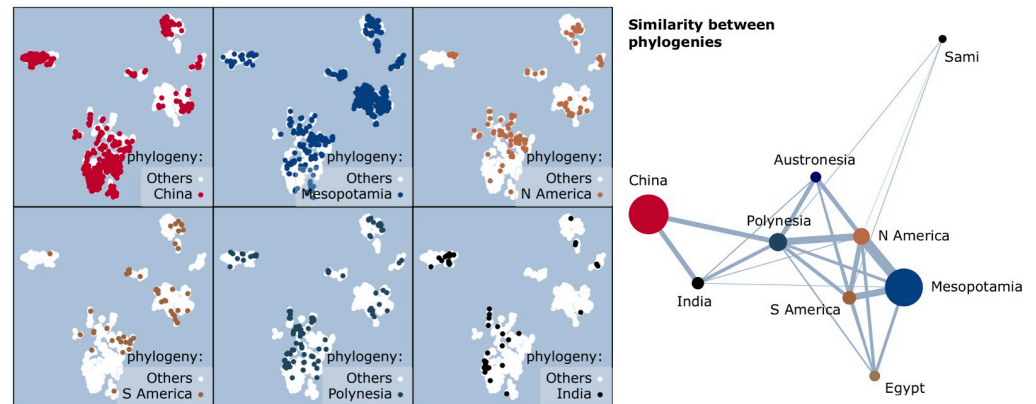 phylogeny:
Others
China
phylogeny:
Others
Mesopotamia
phylogeny:
Others
N America
phylogeny:
Others
S America
phylogeny:
Others
Polynesia
phylogeny:
Others
India
Similarity between
phylogenies
Sami
Austronesia
China
Polynesia
N America
India
Mesopotamia
S America
Egypt